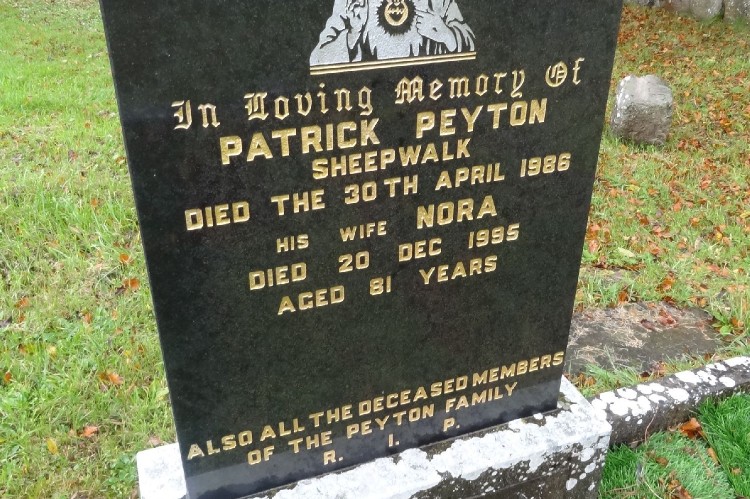 In Loving Memory Of
PATRICK PEYTON
SHEEPWALK
DIED THE 30TH APRIL 1986
HIS WIFE NORA
DIED 20 DEC 1995
AGED 81 YEARS
ALSO ALL THE DECEASED MEMBERS
OF THE PEYTON FAMILY
R. I. P.